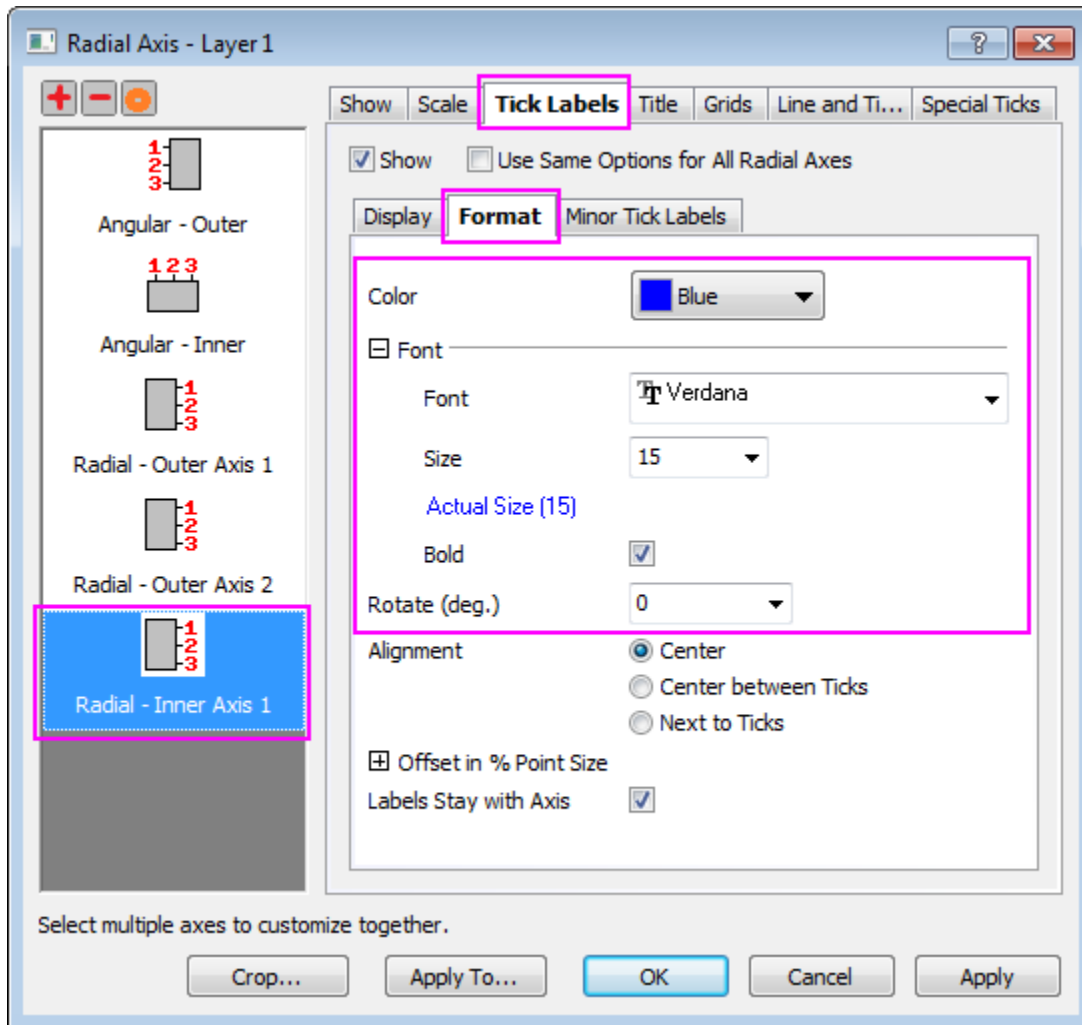 Radial Axis - Layer 1
Show Scale Tick Labels Title Grids Line and Ti... Special Ticks
Show Use Same Options for All Radial Axes
Display Format Minor Tick Labels
1
2
3
Angular - Outer
1 2 3
Angular - Inner
1
2
3
Radial - Outer Axis 1
1
2
3
Radial - Outer Axis 2
1
2
3
Radial - Inner Axis 1
Color Blue
Font
Font Verdana
Size 15
Actual Size (15)
Bold
Rotate (deg.) 0
Alignment Center
Center between Ticks
Next to Ticks
Offset in % Point Size
Labels Stay with Axis
Select multiple axes to customize together.
Crop... Apply To... OK Cancel Apply